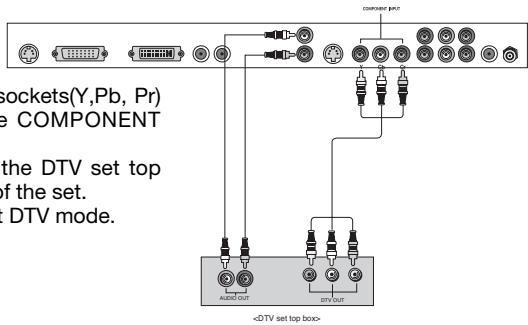 COMPONENT INPUT
sockets(Y,Pb, Pr)
COMPONENT
the DTV set top
of the set.
DTV mode.
Y
AUDIO OUT
DTV OUT
<DTV set top box>